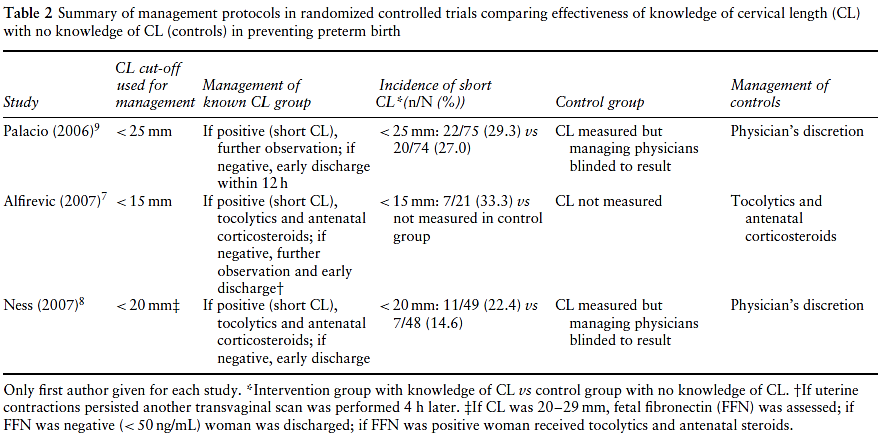 Table 2 Summary of management protocols in randomized controlled trials comparing effectiveness of knowledge of cervical length (CL)
with no knowledge of CL (controls) in preventing preterm birth
CL cut-off
used for Management of Incidence of short Management of
Study management known CL group CL*(n/N (%)) Control group controls
Palacio (2006)9 < 25 mm If positive (short CL), < 25 mm: 22/75 (29.3) vs CL measured but Physician's discretion
further observation; if 20/74 (27.0) managing physicians
negative, early discharge blinded to result
within 12 h
Alfirevic (2007)7 < 15 mm If positive (short CL), < 15 mm: 7/21 (33.3) vs CL not measured Tocolytics and
tocolytics and antenatal not measured in control antenatal
corticosteroids; if group corticosteroids
negative, further
observation and early
discharge†
Ness (2007)8 < 20 mm‡ If positive (short CL), < 20 mm: 11/49 (22.4) vs CL measured but Physician's discretion
tocolytics and antenatal 7/48 (14.6) managing physicians
corticosteroids; if blinded to result
negative, early discharge
Only first author given for each study. *Intervention group with knowledge of CL vs control group with no knowledge of CL. †If uterine
contractions persisted another transvaginal scan was performed 4 h later. ‡If CL was 20–29 mm, fetal fibronectin (FFN) was assessed; if
FFN was negative (< 50 ng/mL) woman was discharged; if FFN was positive woman received tocolytics and antenatal steroids.